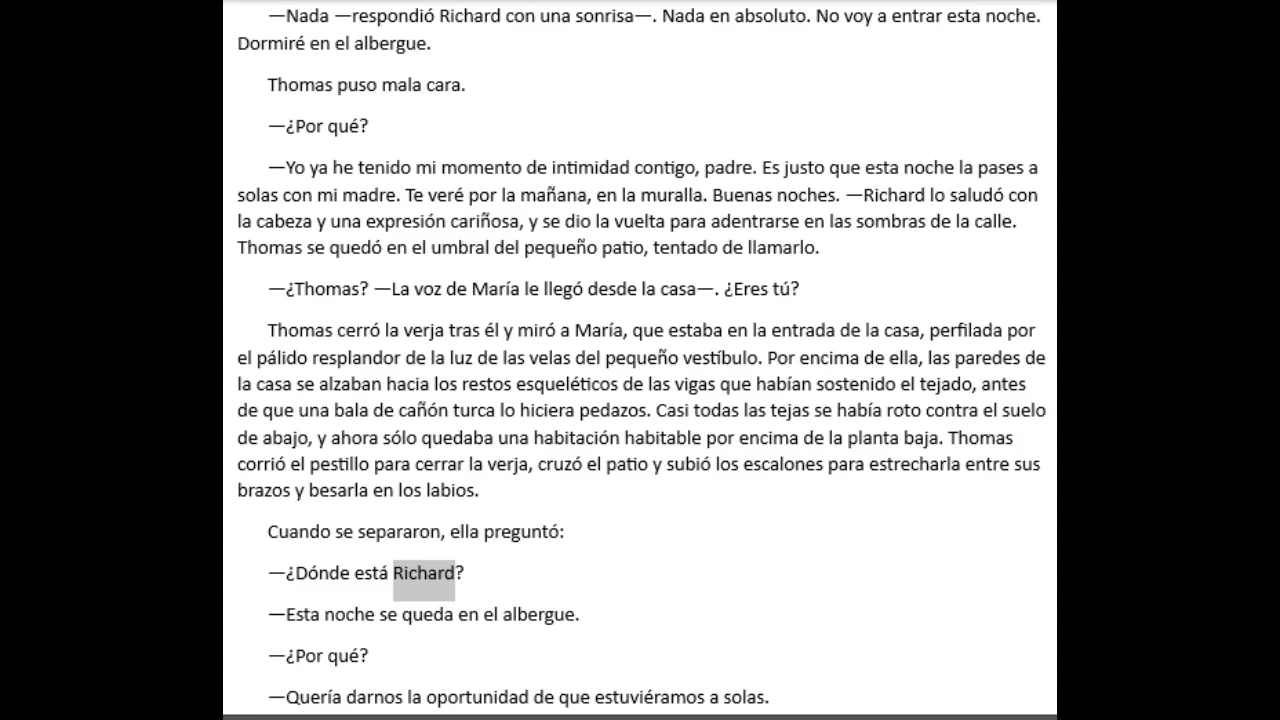 —Nada —respondió Richard con una sonrisa—. Nada en absoluto. No voy a entrar esta noche.
Dormiré en el albergue.
Thomas puso mala cara.
—¿Por qué?
—Yo ya he tenido mi momento de intimidad contigo, padre. Es justo que esta noche la pases a
solas con mi madre. Te veré por la mañana, en la muralla. Buenas noches. —Richard lo saludó con
la cabeza y una expresión cariñosa, y se dio la vuelta para adentrarse en las sombras de la calle.
Thomas se quedó en el umbral del pequeño patio, tentado de llamarlo.
—¿Thomas? —La voz de María le llegó desde la casa—. ¿Eres tú?
Thomas cerró la verja tras él y miró a María, que estaba en la entrada de la casa, perfilada por
el pálido resplandor de la luz de las velas del pequeño vestíbulo. Por encima de ella, las paredes de
la casa se alzaban hacia los restos esqueléticos de las vigas que habían sostenido el tejado, antes
de que una bala de cañón turca lo hiciera pedazos. Casi todas las tejas se había roto contra el suelo
de abajo, y ahora sólo quedaba una habitación habitable por encima de la planta baja. Thomas
corrió el pestillo para cerrar la verja, cruzó el patio y subió los escalones para estrecharla entre sus
brazos y besarla en los labios.
Cuando se separaron, ella preguntó:
—¿Dónde está Richard?
—Esta noche se queda en el albergue.
—¿Por qué?
—Quería darnos la oportunidad de que estuviéramos a solas.